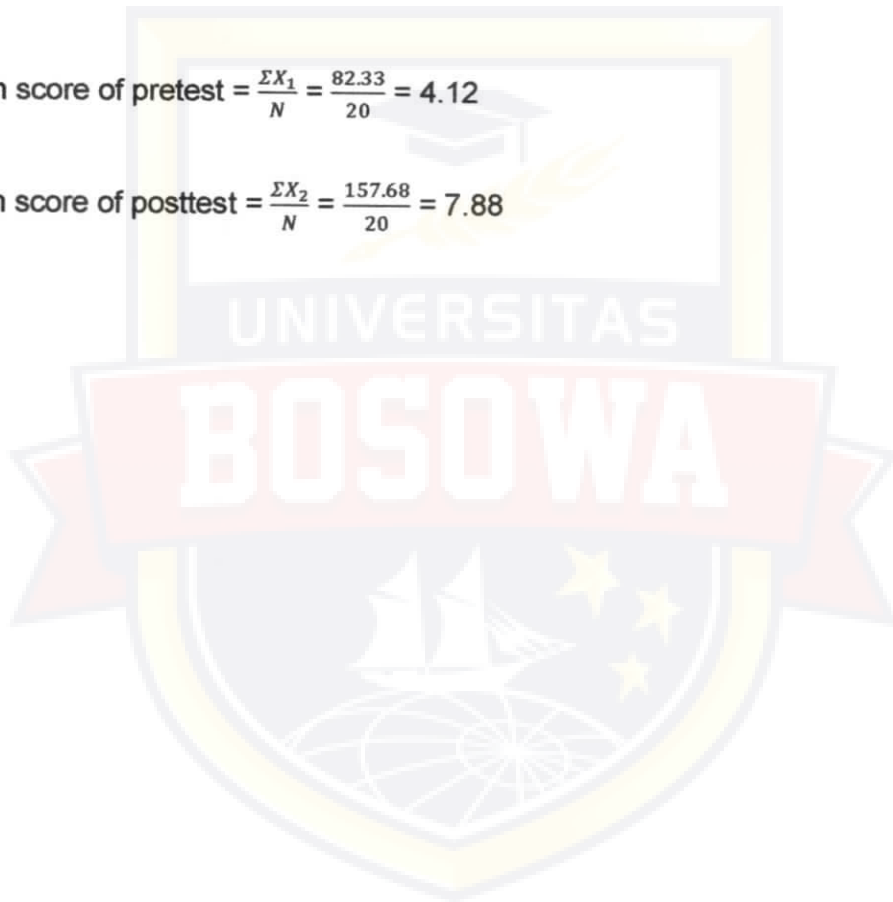 n score of pretest = ΣX₁/N = 82.33/20 = 4.12
n score of posttest = ΣX₂/N = 157.68/20 = 7.88
UNIVERSITAS
BOSOWA